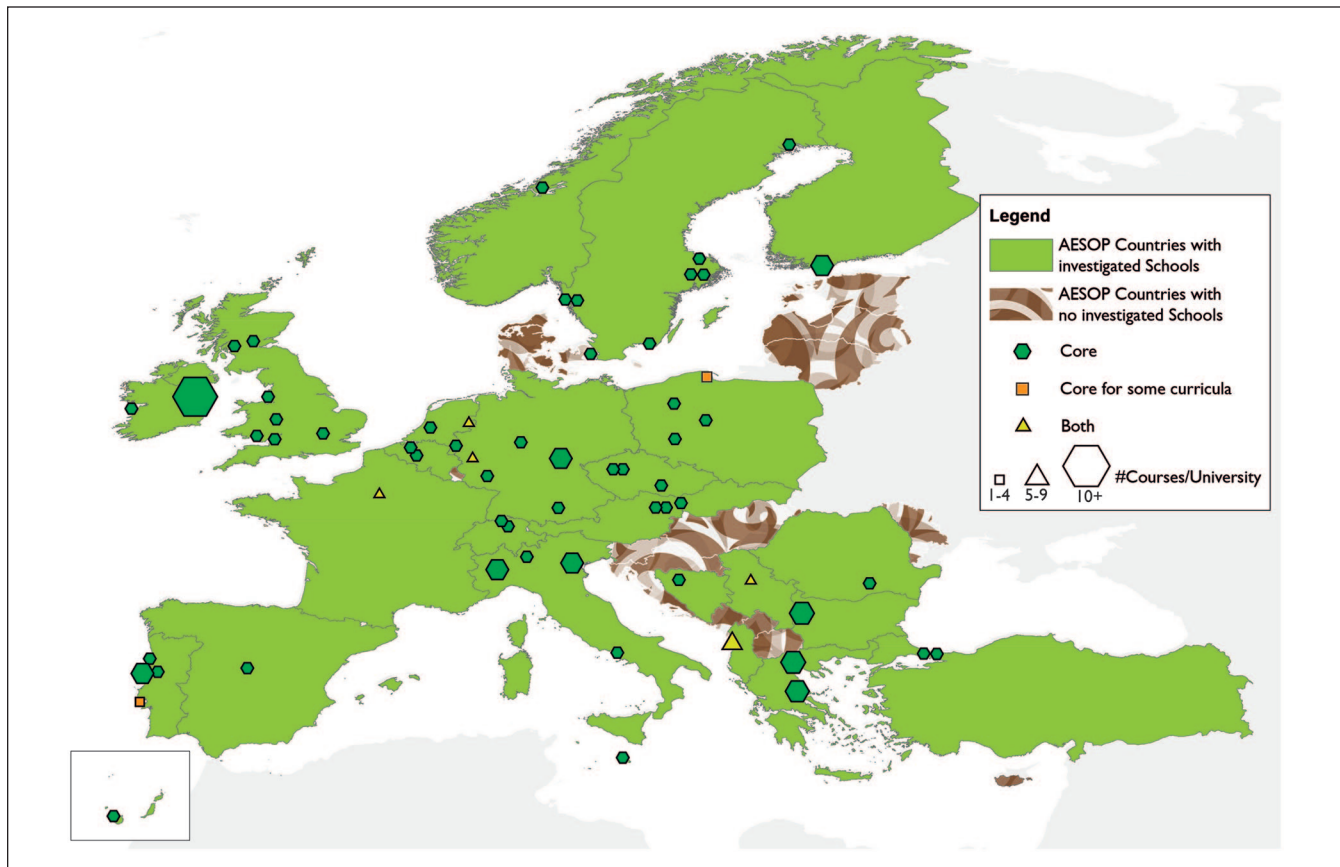 Legend
AESOP Countries with
investigated Schools
AESOP Countries with
no investigated Schools
Core
Core for some curricula
Both
#Courses/University
1-4
5-9
10+